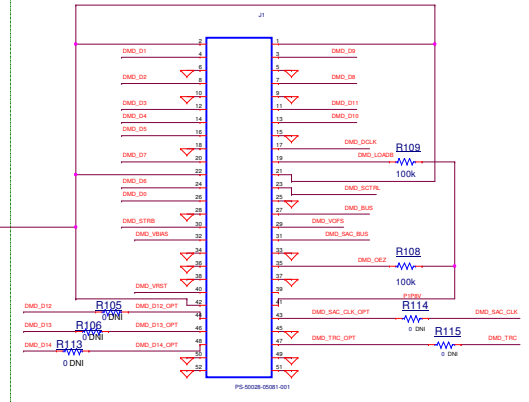 J1
2 1
DMD_D1 4 3 DMD_D9
6 5
DMD_D2 8 7 DMD_D8
10 9
DMD_D3 12 11 DMD_D11
DMD_D4 14 13 DMD_D10
DMD_D5 16 15
18 17 DMD_DCLK
DMD_D7 20 19 DMD_LOADB R109
100k
22 21
DMD_D6 24 23 DMD_SCTRL
DMD_D0 26 25
28 27 DMD_BUS
DMD_STRB 30 29 DMD_VOFS
DMD_VBIAS 32 31 DMD_SAC_BUS
34 33
36 35 DMD_OEZ R108
100k
38 37
DMD_VRST 40 39
42 41 P1P8V
DMD_D12 R105 DMD_D12_OPT 44 43 DMD_SAC_CLK_OPT R114 DMD_SAC_CLK
0 DNI 0 DNI
DMD_D13 R106 DMD_D13_OPT 46 45
0 DNI
DMD_D14 R113 DMD_D14_OPT 48 47 DMD_TRC_OPT R115 DMD_TRC
0 DNI 0 DNI
50 49
52 51
PS-50028-05081-001